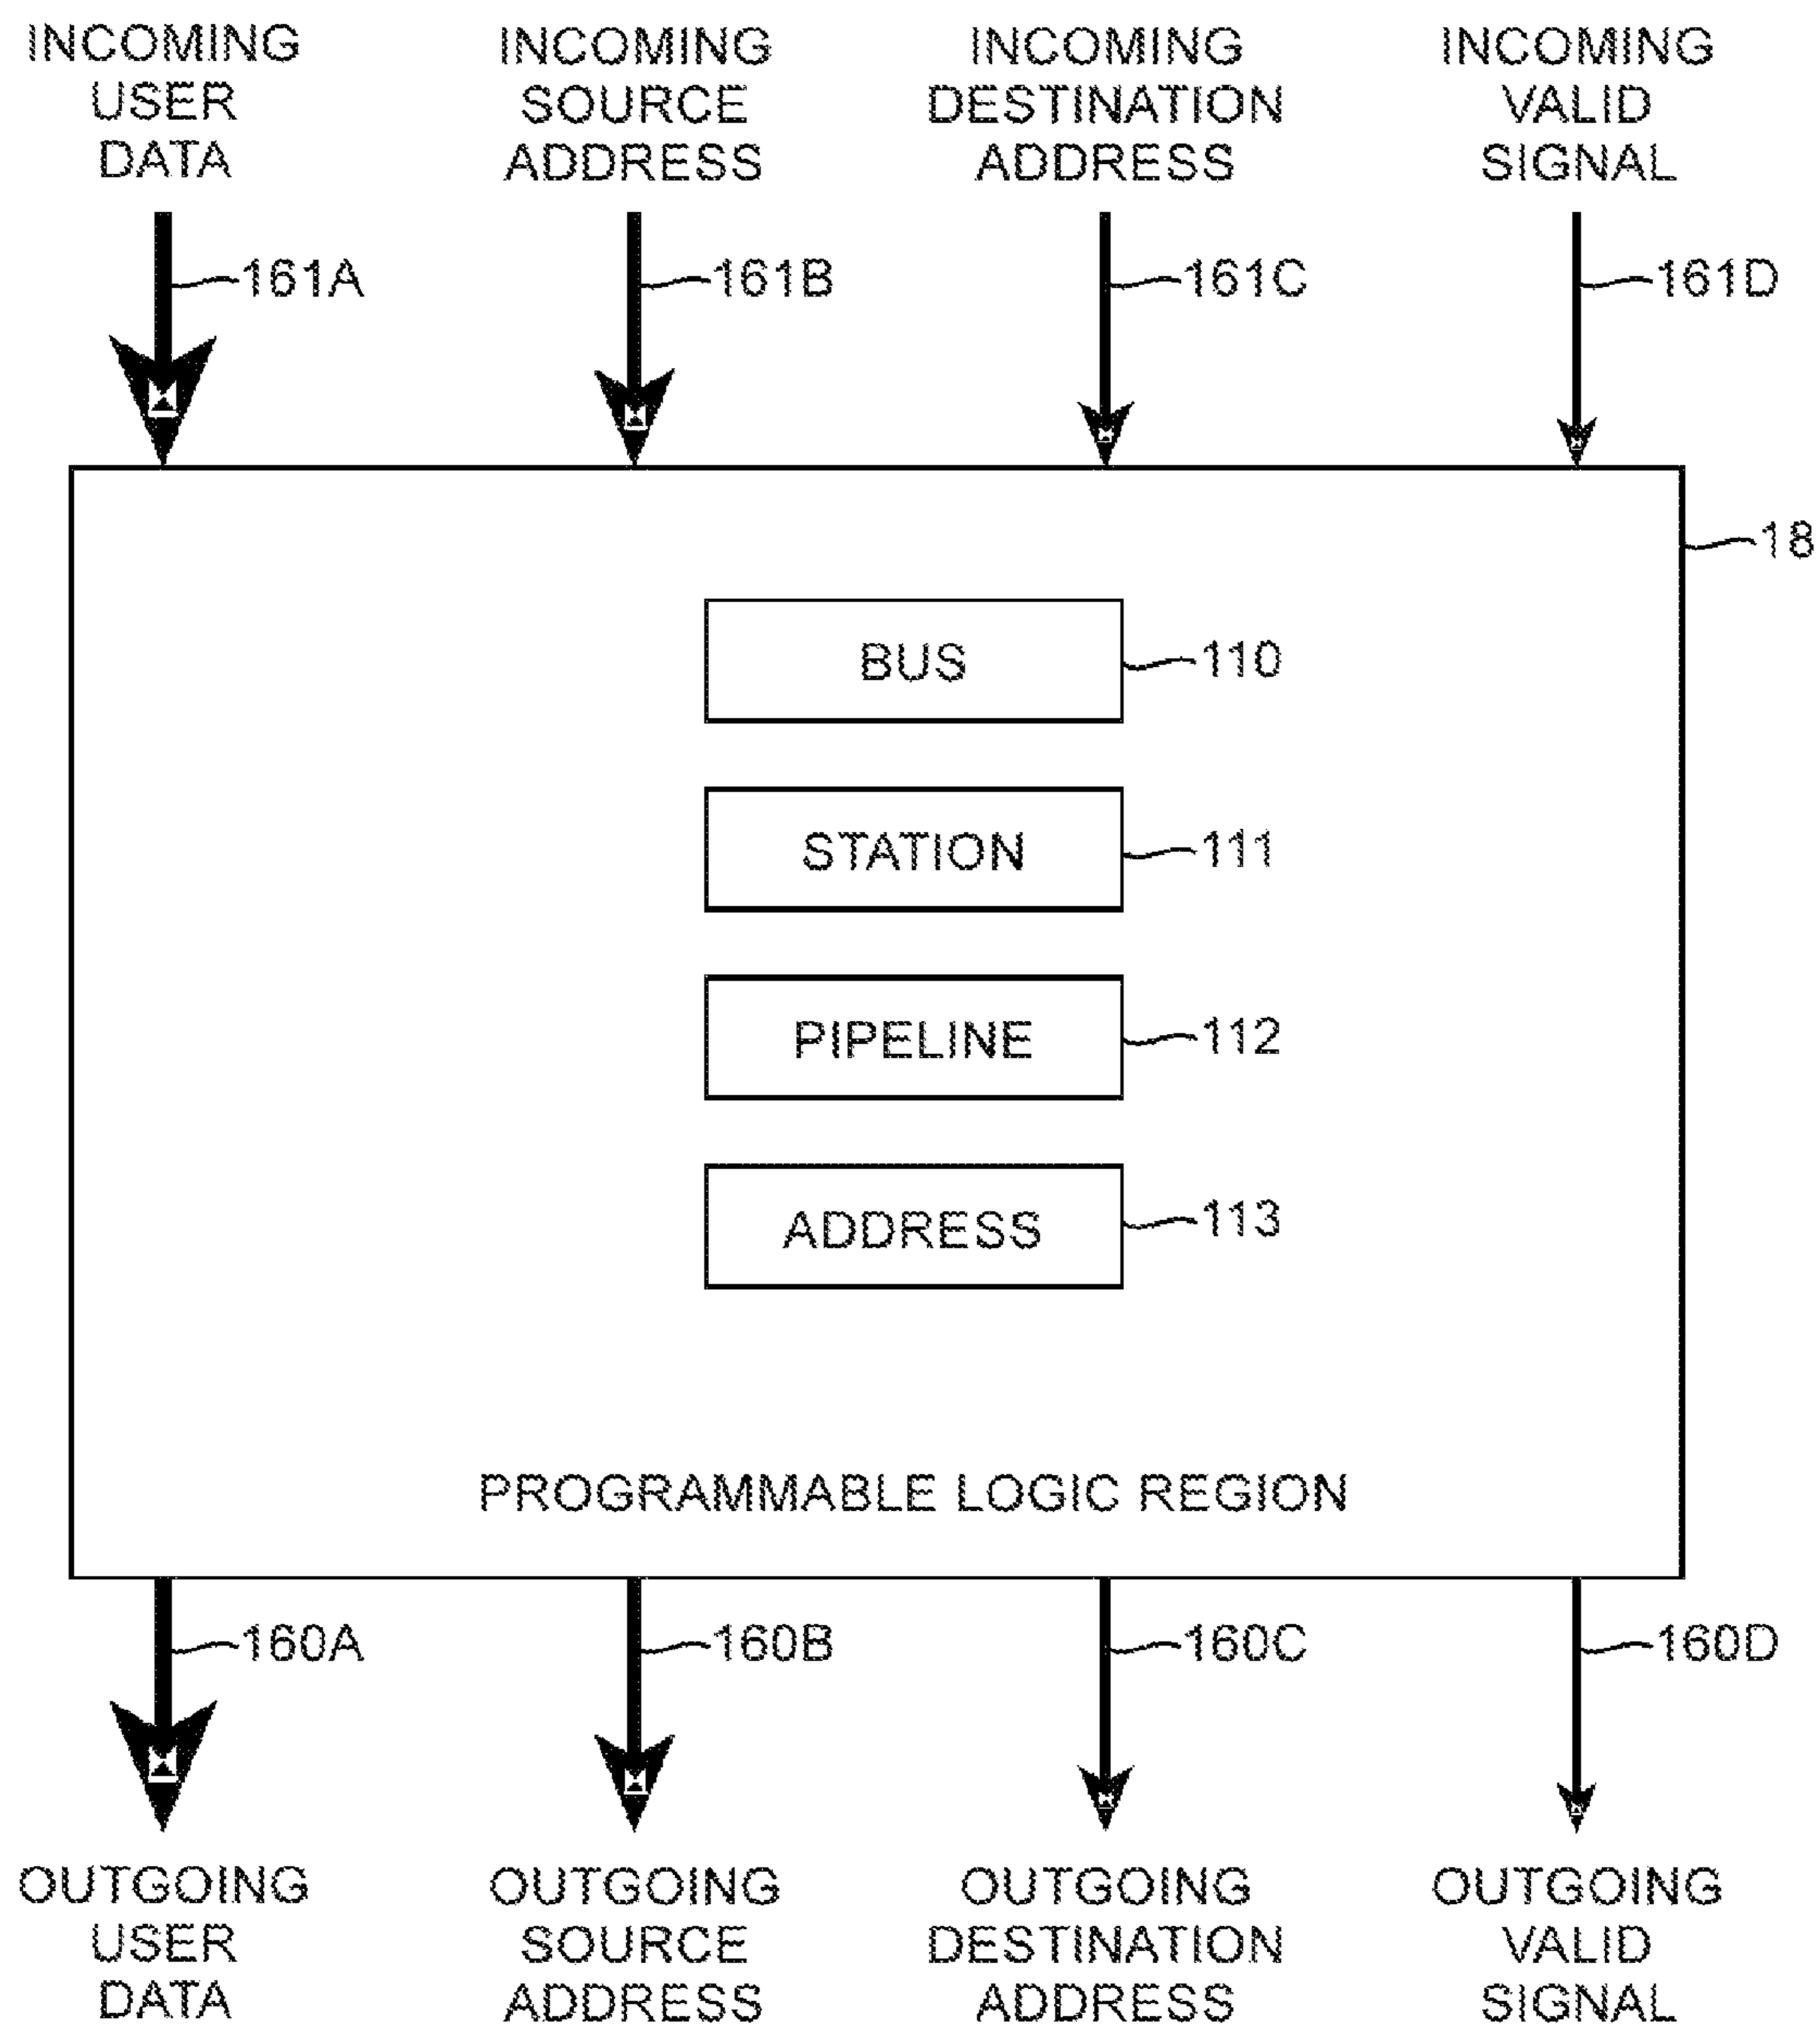 INCOMING
USER
DATA
INCOMING
SOURCE
ADDRESS
INCOMING
DESTINATION
ADDRESS
INCOMING
VALID
SIGNAL
161A
161B
161C
161D
18
BUS
110
STATION
111
PIPELINE
112
ADDRESS
113
PROGRAMMABLE LOGIC REGION
160A
160B
160C
160D
OUTGOING
USER
DATA
OUTGOING
SOURCE
ADDRESS
OUTGOING
DESTINATION
ADDRESS
OUTGOING
VALID
SIGNAL